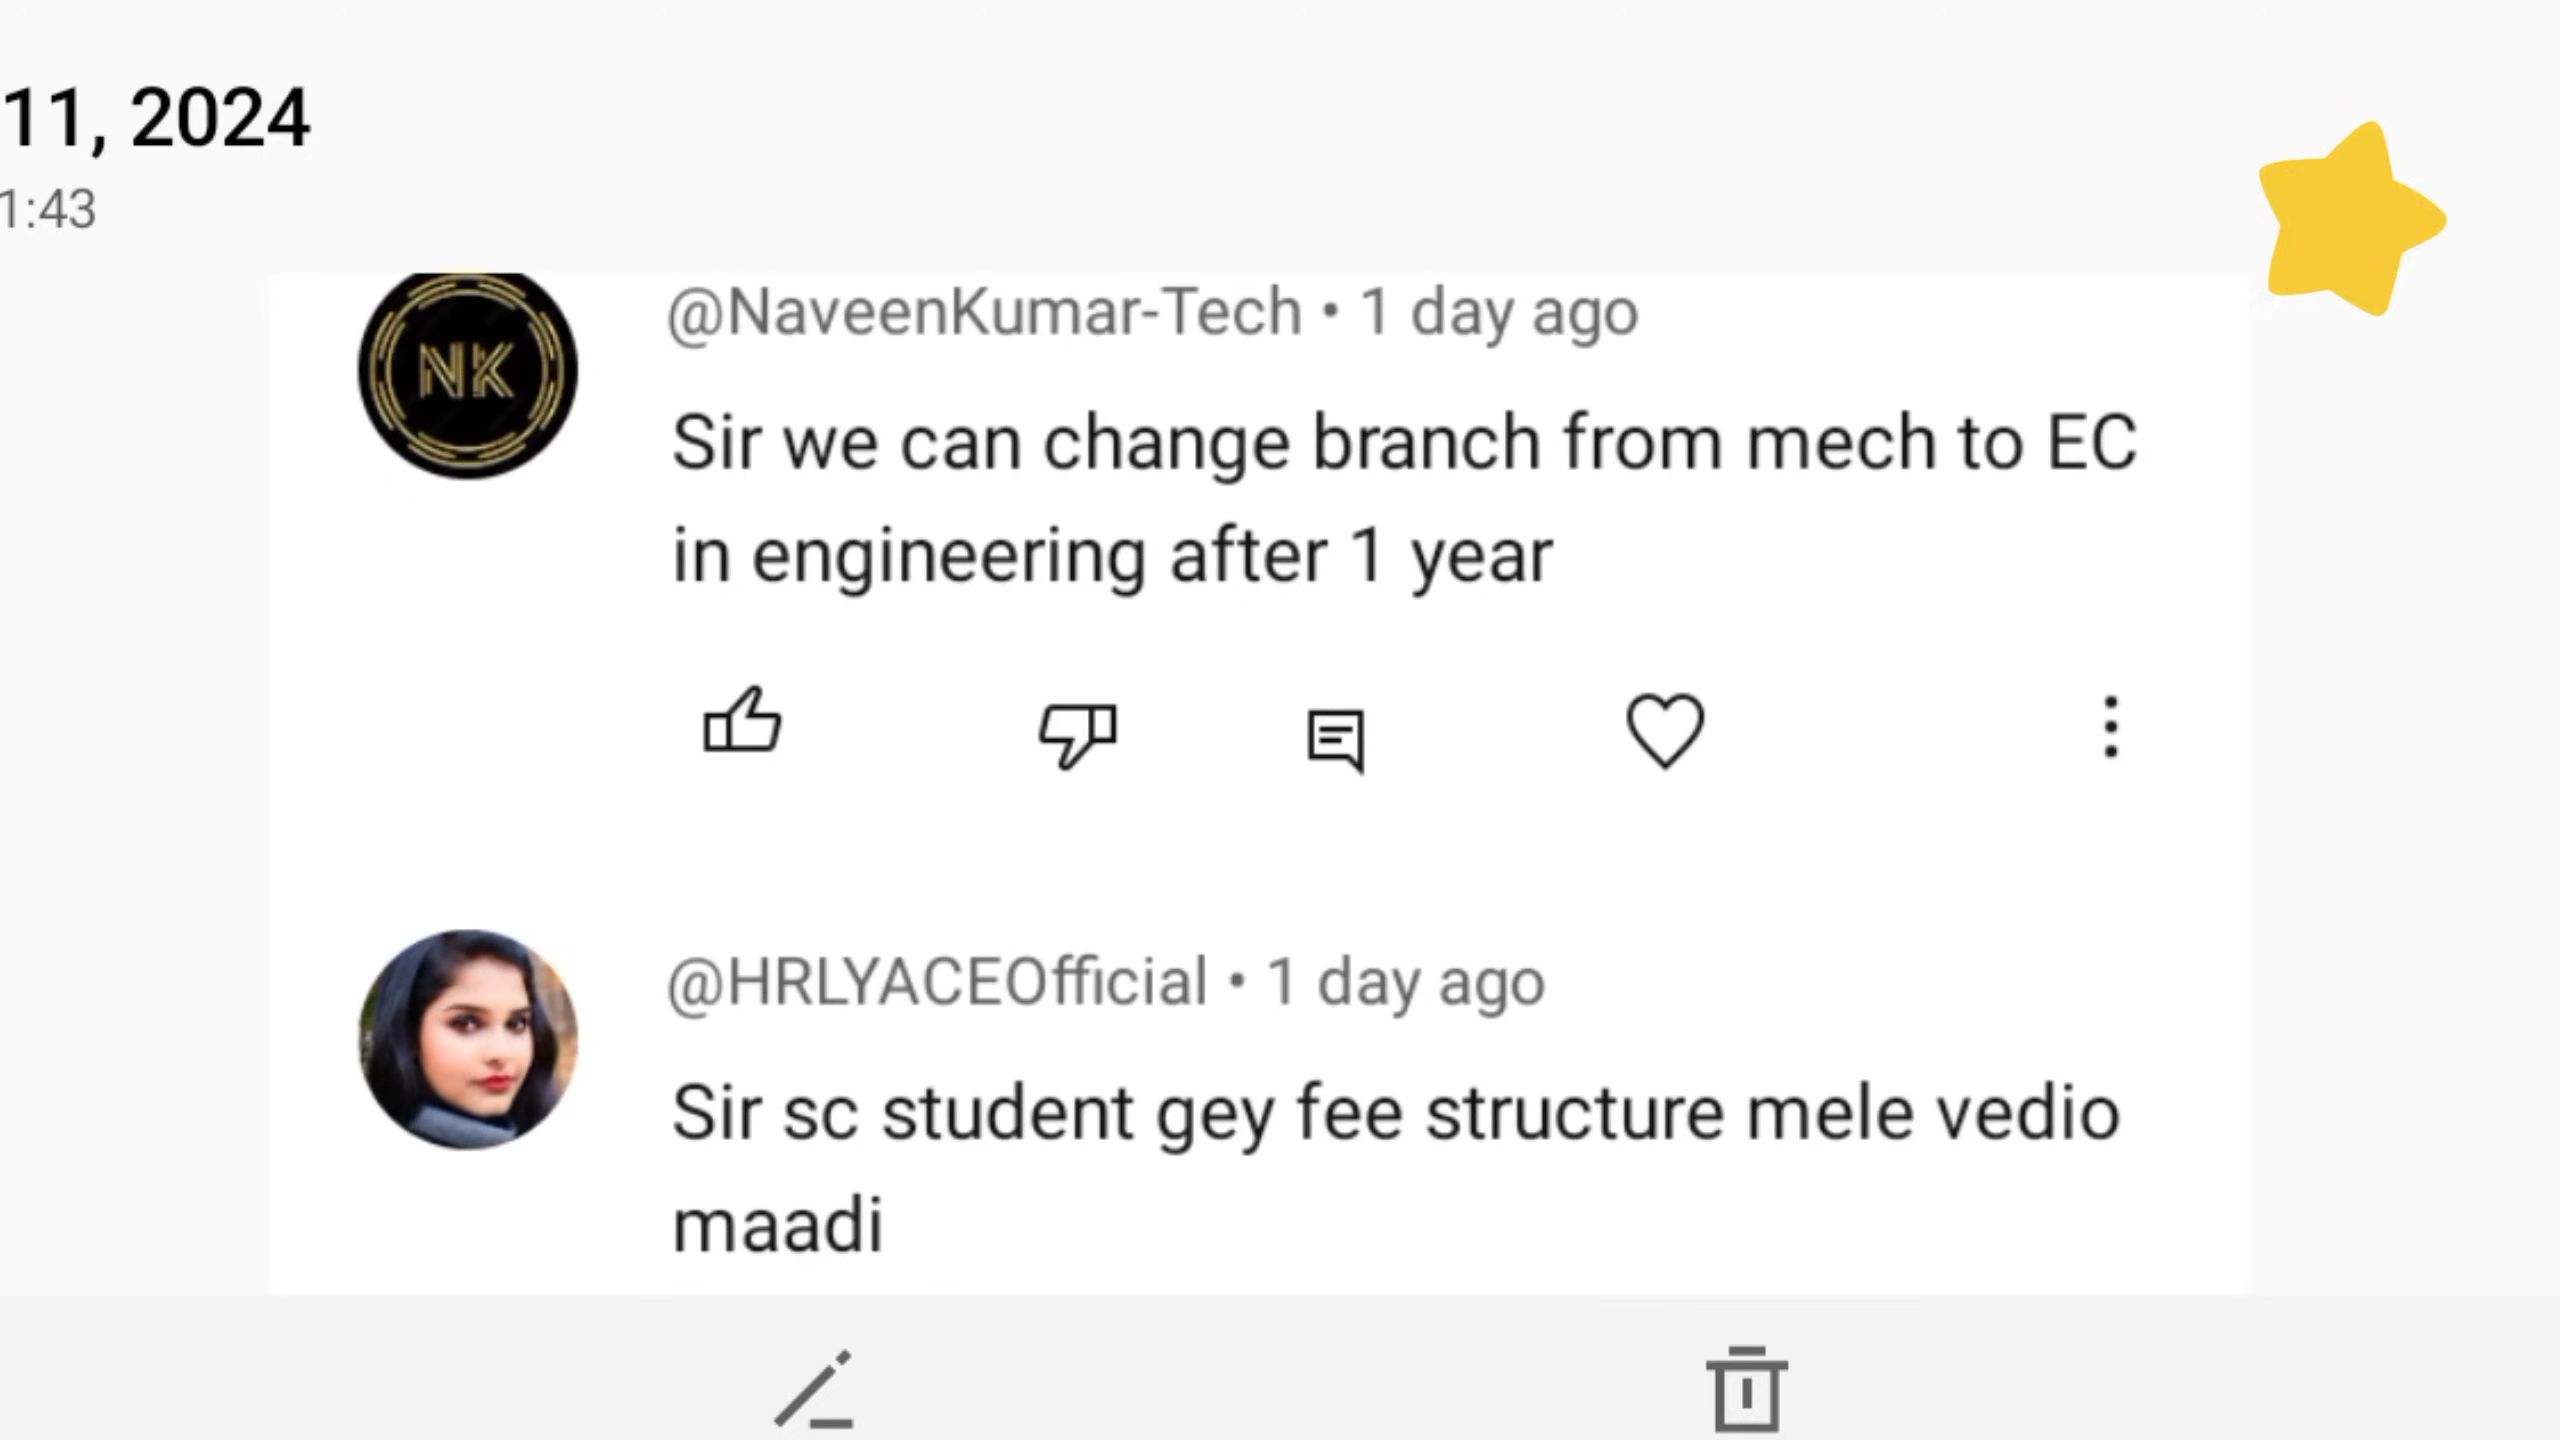 11, 2024
1:43
NK
@NaveenKumar-Tech • 1 day ago
Sir we can change branch from mech to EC
in engineering after 1 year
@HRLYACEOfficial • 1 day ago
Sir sc student gey fee structure mele vedio
maadi